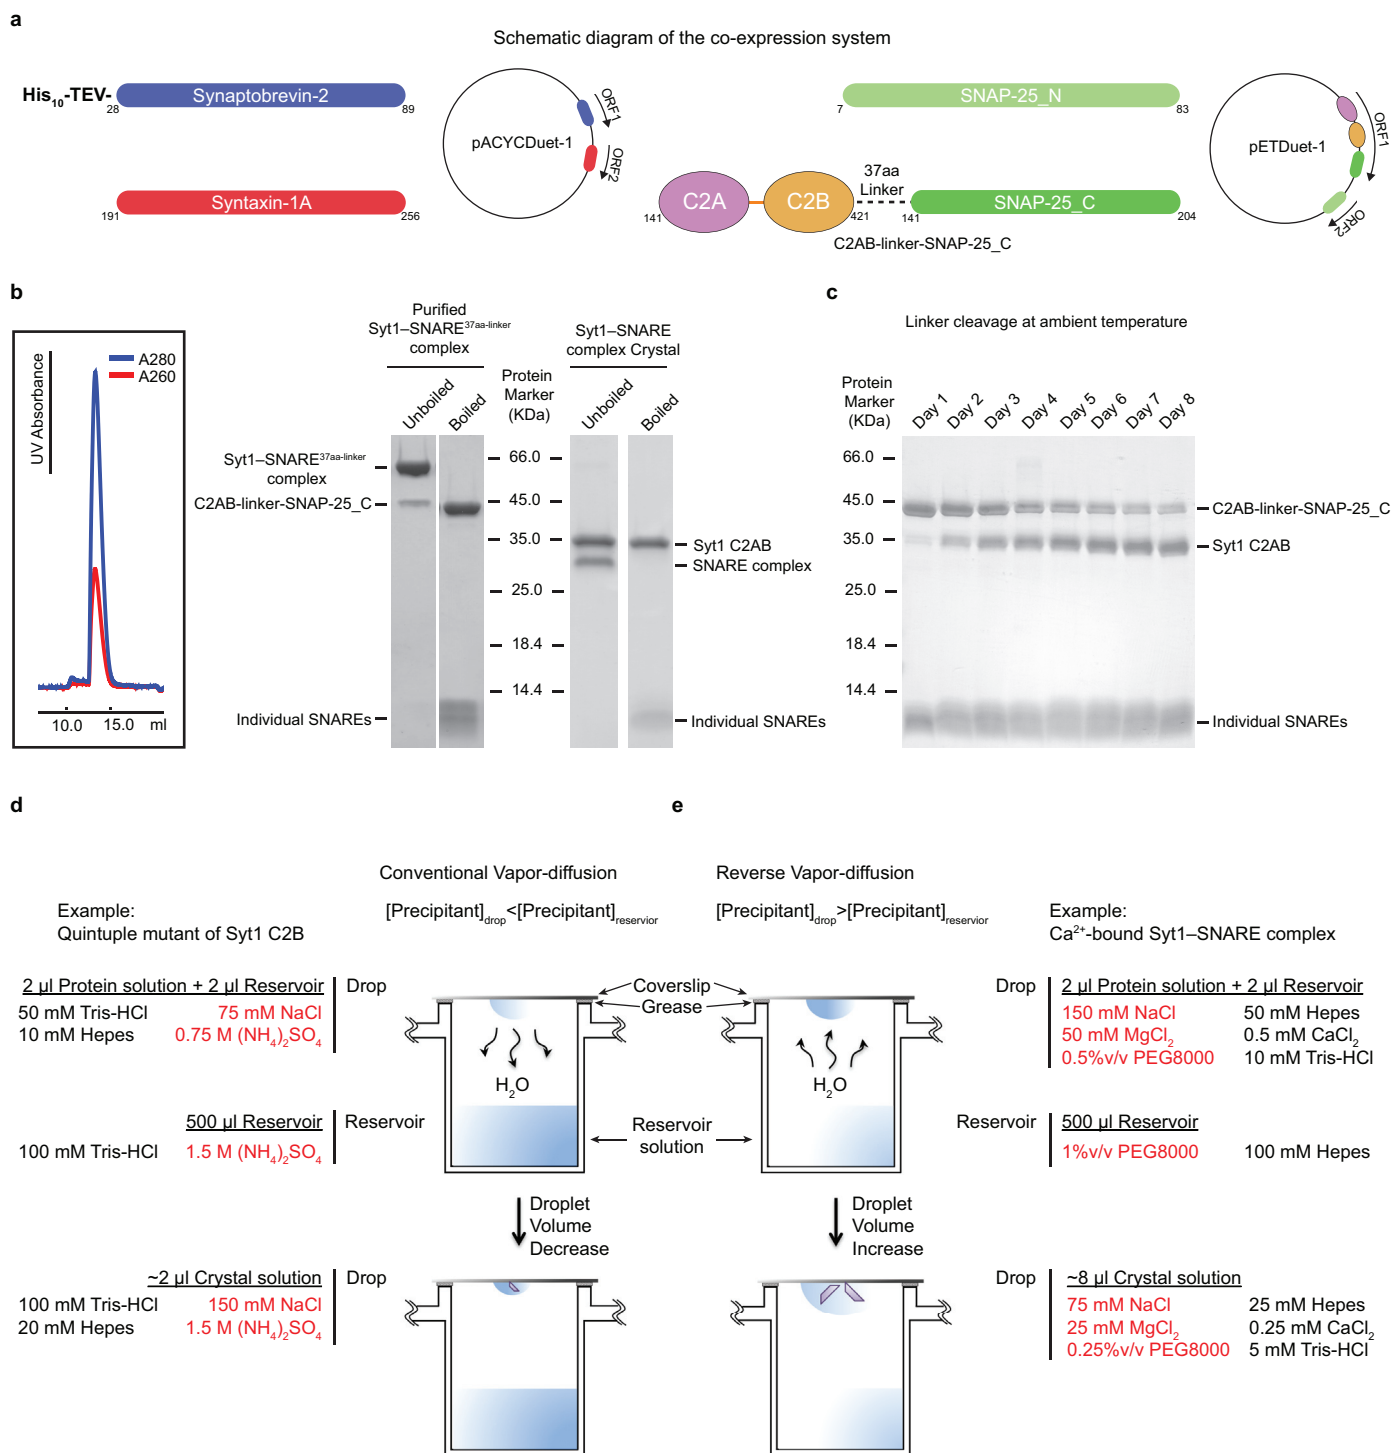 a
Schematic diagram of the co-expression system
His10-TEV-
Synaptobrevin-2
28
89
ORF1
pACYCDuet-1
ORF2
SNAP-25_N
7
83
ORF1
pETDuet-1
ORF2
Syntaxin-1A
191
256
C2A
C2B
141
421
37aa
Linker
141
SNAP-25_C
204
C2AB-linker-SNAP-25_C
b
UV Absorbance
A280
A260
10.0 15.0 ml
Purified
Syt1–SNARE37aa-linker
complex
Unboiled
Boiled
Protein
Marker
(KDa)
Syt1–SNARE
complex Crystal
Unboiled
Boiled
Syt1–SNARE37aa-linker
complex
C2AB-linker-SNAP-25_C
Individual SNAREs
66.0
45.0
35.0
25.0
18.4
14.4
Syt1 C2AB
SNARE complex
Individual SNAREs
c
Linker cleavage at ambient temperature
Protein
Marker
(KDa)
Day 1
Day 2
Day 3
Day 4
Day 5
Day 6
Day 7
Day 8
66.0
45.0
35.0
25.0
18.4
14.4
C2AB-linker-SNAP-25_C
Syt1 C2AB
Individual SNAREs
d
Conventional Vapor-diffusion
[Precipitant]drop<[Precipitant]reservior
Example:
Quintuple mutant of Syt1 C2B
2 µl Protein solution + 2 µl Reservoir
Drop
50 mM Tris-HCl 75 mM NaCl
10 mM Hepes 0.75 M (NH4)2SO4
H2O
500 µl Reservoir
Reservoir
100 mM Tris-HCl 1.5 M (NH4)2SO4
Droplet
Volume
Decrease
~2 µl Crystal solution
Drop
100 mM Tris-HCl 150 mM NaCl
20 mM Hepes 1.5 M (NH4)2SO4
Coverslip
Grease
Reservoir
solution
e
Reverse Vapor-diffusion
[Precipitant]drop>[Precipitant]reservior
Example:
Ca2+-bound Syt1–SNARE complex
Drop
2 µl Protein solution + 2 µl Reservoir
150 mM NaCl 50 mM Hepes
50 mM MgCl2 0.5 mM CaCl2
0.5%v/v PEG8000 10 mM Tris-HCl
H2O
Reservoir
500 µl Reservoir
1%v/v PEG8000 100 mM Hepes
Droplet
Volume
Increase
Drop
~8 µl Crystal solution
75 mM NaCl 25 mM Hepes
25 mM MgCl2 0.25 mM CaCl2
0.25%v/v PEG8000 5 mM Tris-HCl